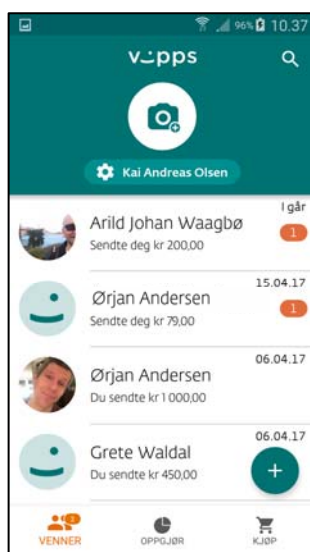 96% 10.37
vipps
Kai Andreas Olsen
I går
Arild Johan Waagbø
1
Sendte deg kr 200,00
15.04.17
Ørjan Andersen
1
Sendte deg kr 79,00
06.04.17
Ørjan Andersen
Du sendte kr 1 000,00
06.04.17
Grete Waldal
Du sendte kr 450,00
+
2
VENNER OPPGJØR KJØP